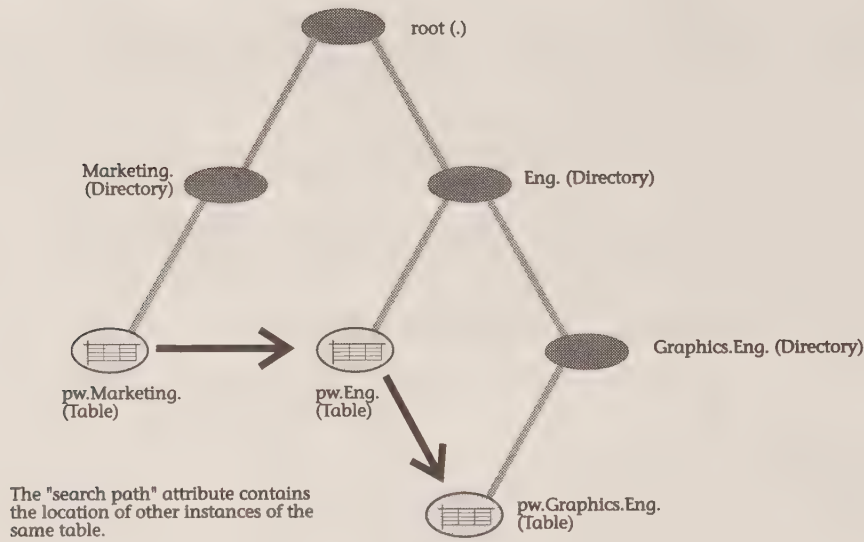 root (.)
Marketing.
(Directory)
Eng. (Directory)
Graphics.Eng. (Directory)
pw.Marketing.
(Table)
pw.Eng.
(Table)
pw.Graphics.Eng.
(Table)
The "search path" attribute contains
the location of other instances of the
same table.